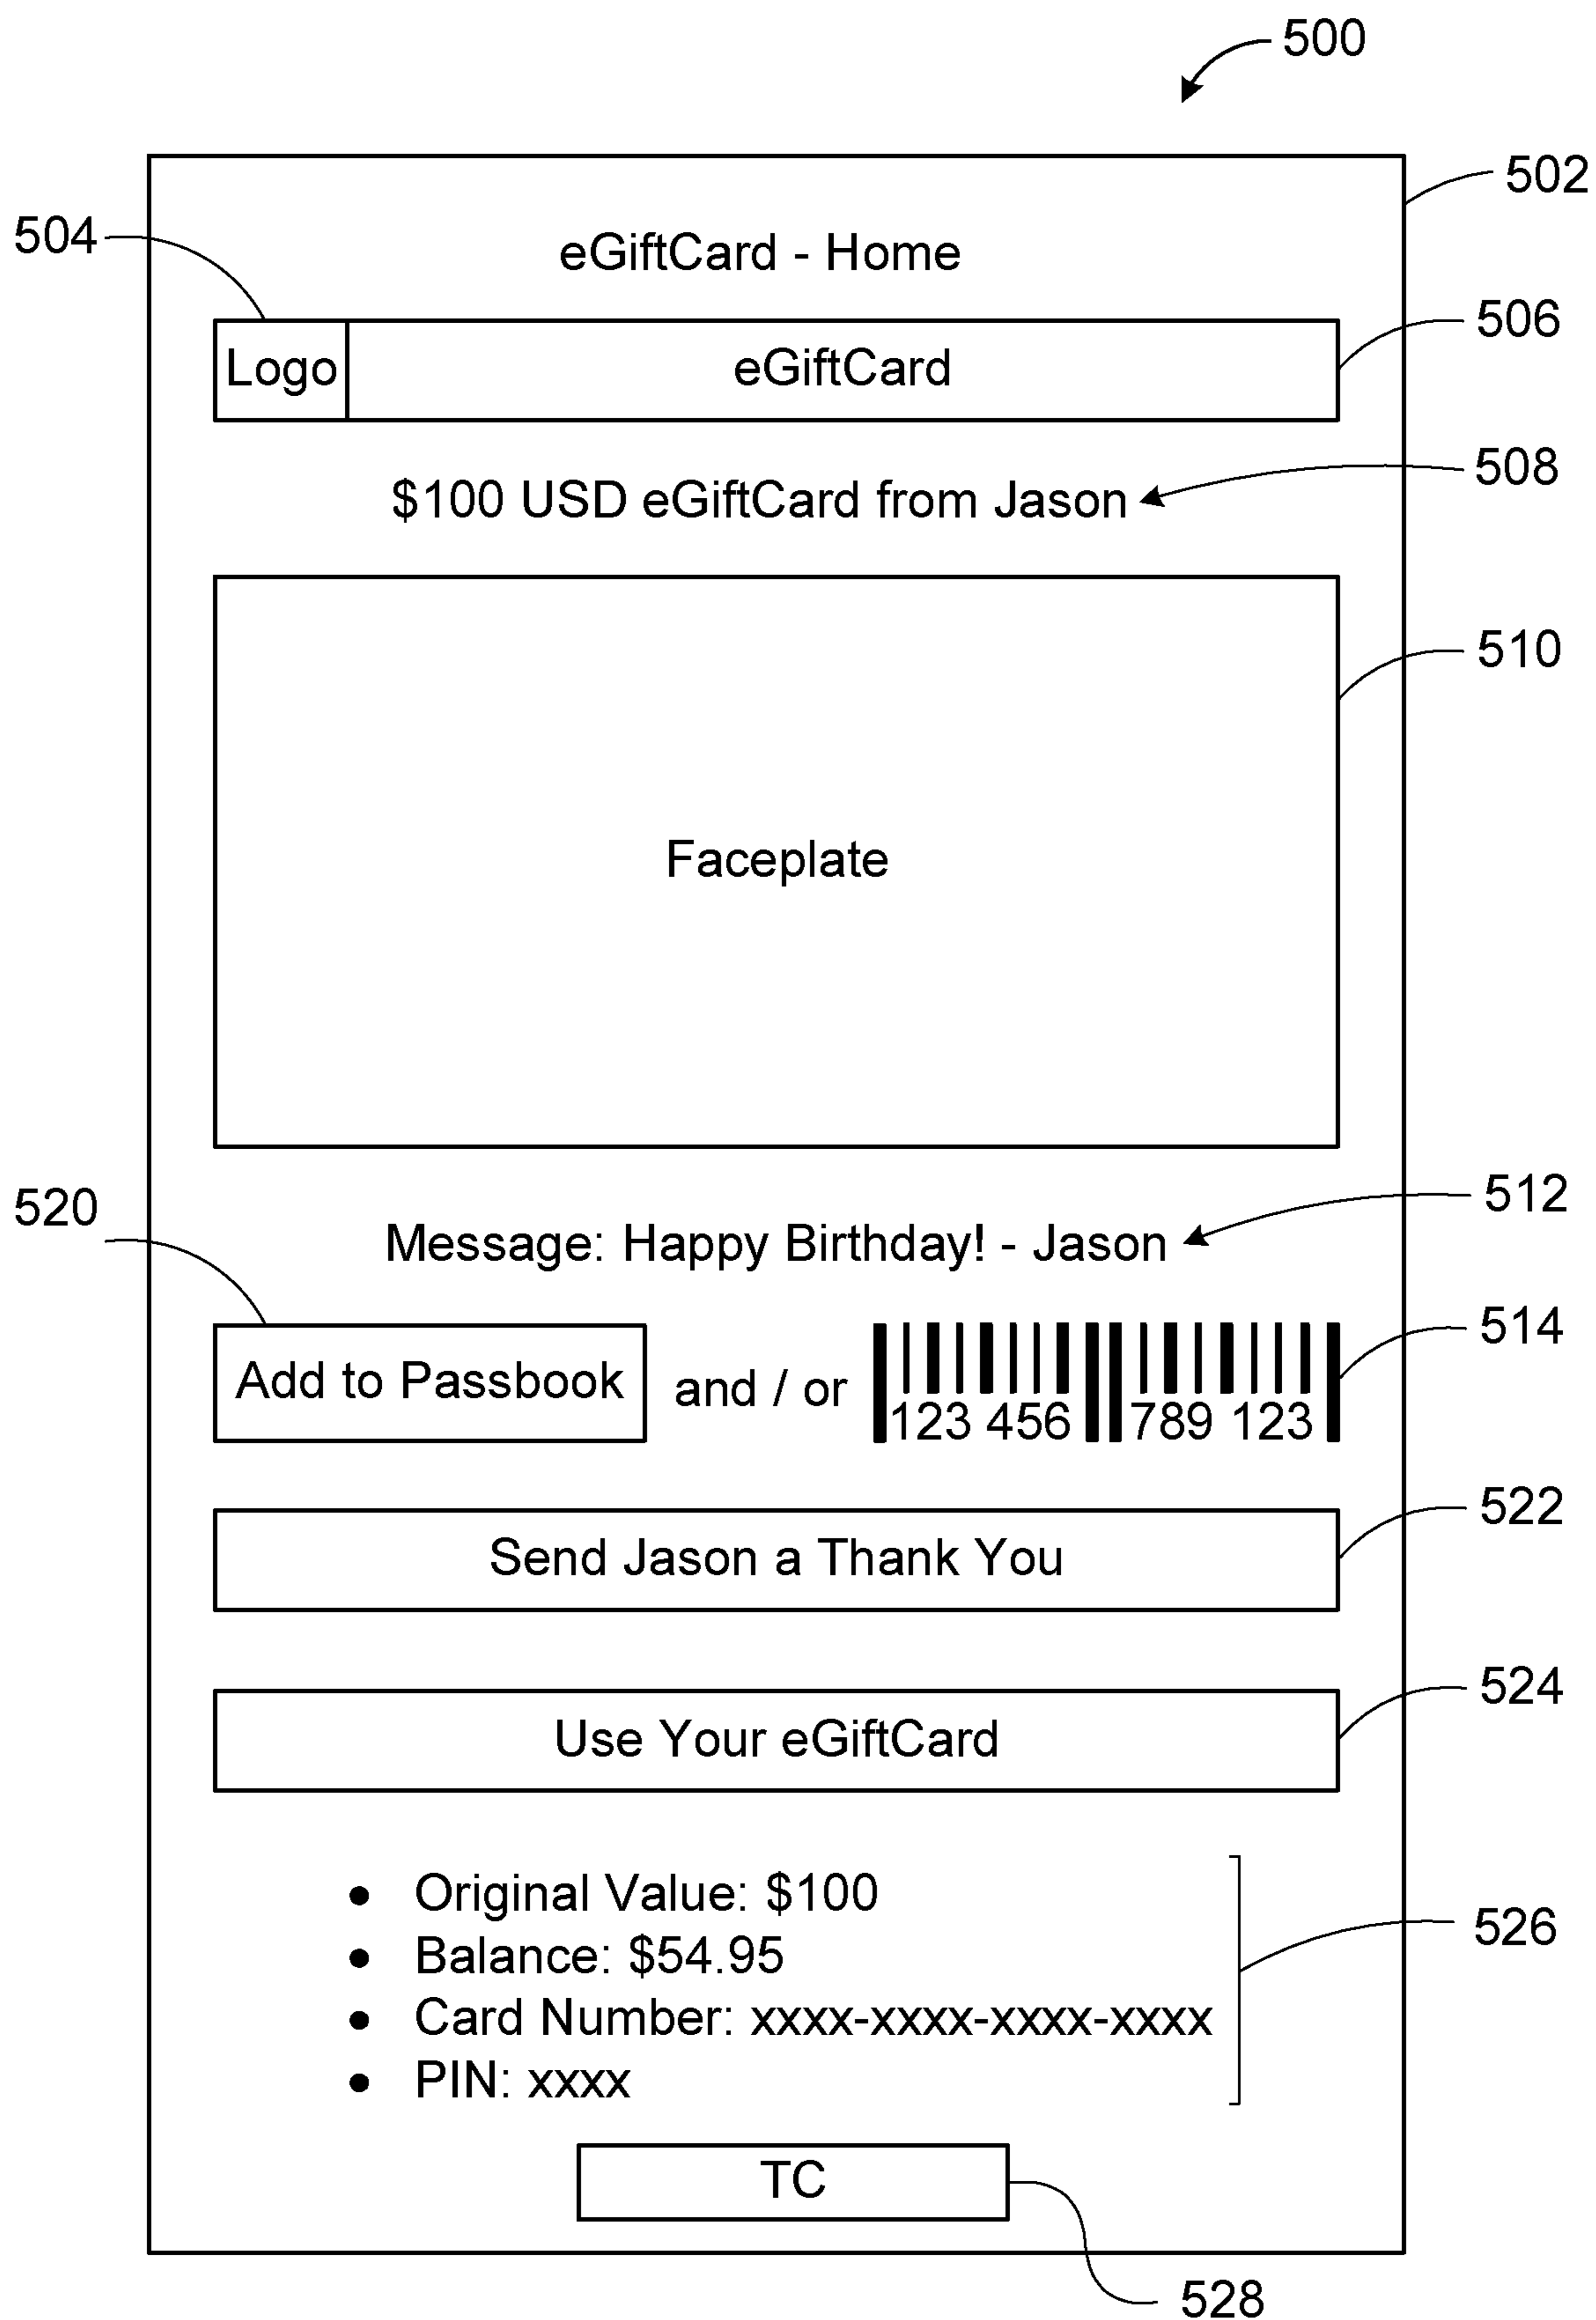 500
502
504
eGiftCard - Home
506
Logo eGiftCard
508
$100 USD eGiftCard from Jason
510
Faceplate
520
512
Message: Happy Birthday! - Jason
514
Add to Passbook and / or 123 456 789 123
522
Send Jason a Thank You
524
Use Your eGiftCard
• Original Value: $100
526
• Balance: $54.95
• Card Number: xxxx-xxxx-xxxx-xxxx
• PIN: xxxx
TC
528